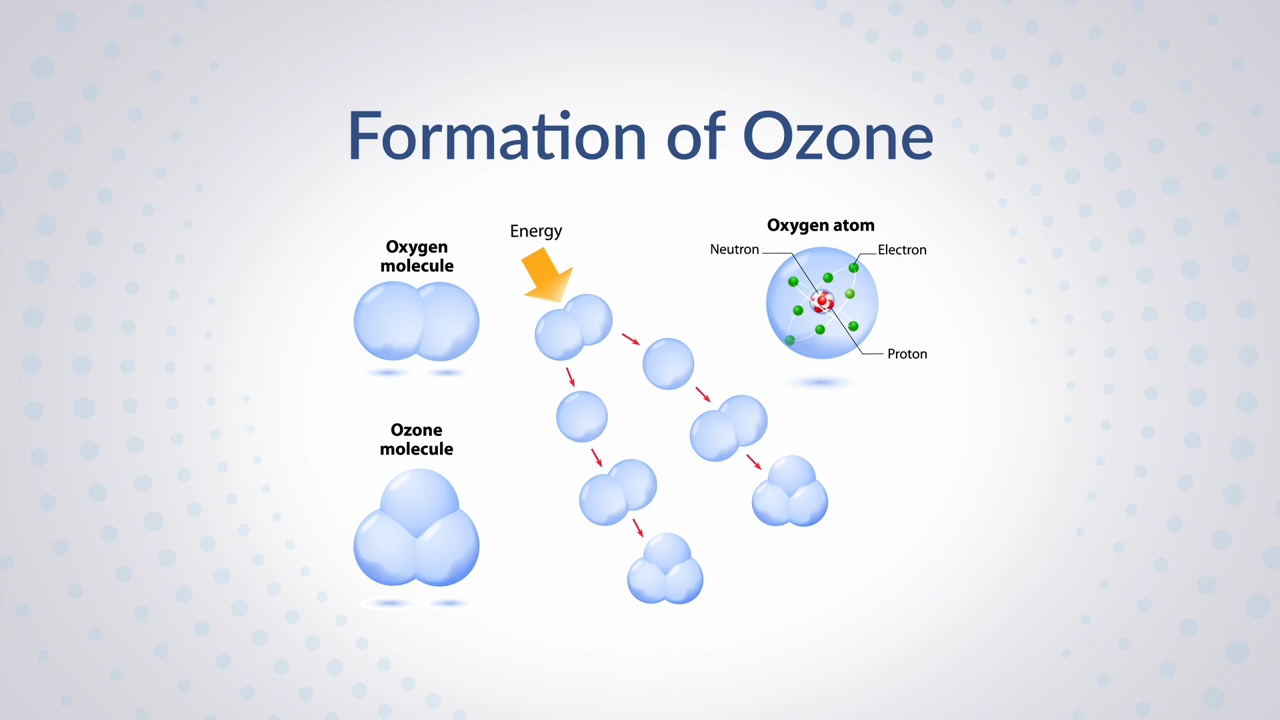 Formation of Ozone
Oxygen
molecule
Energy
Oxygen atom
Neutron
Electron
Proton
Ozone
molecule